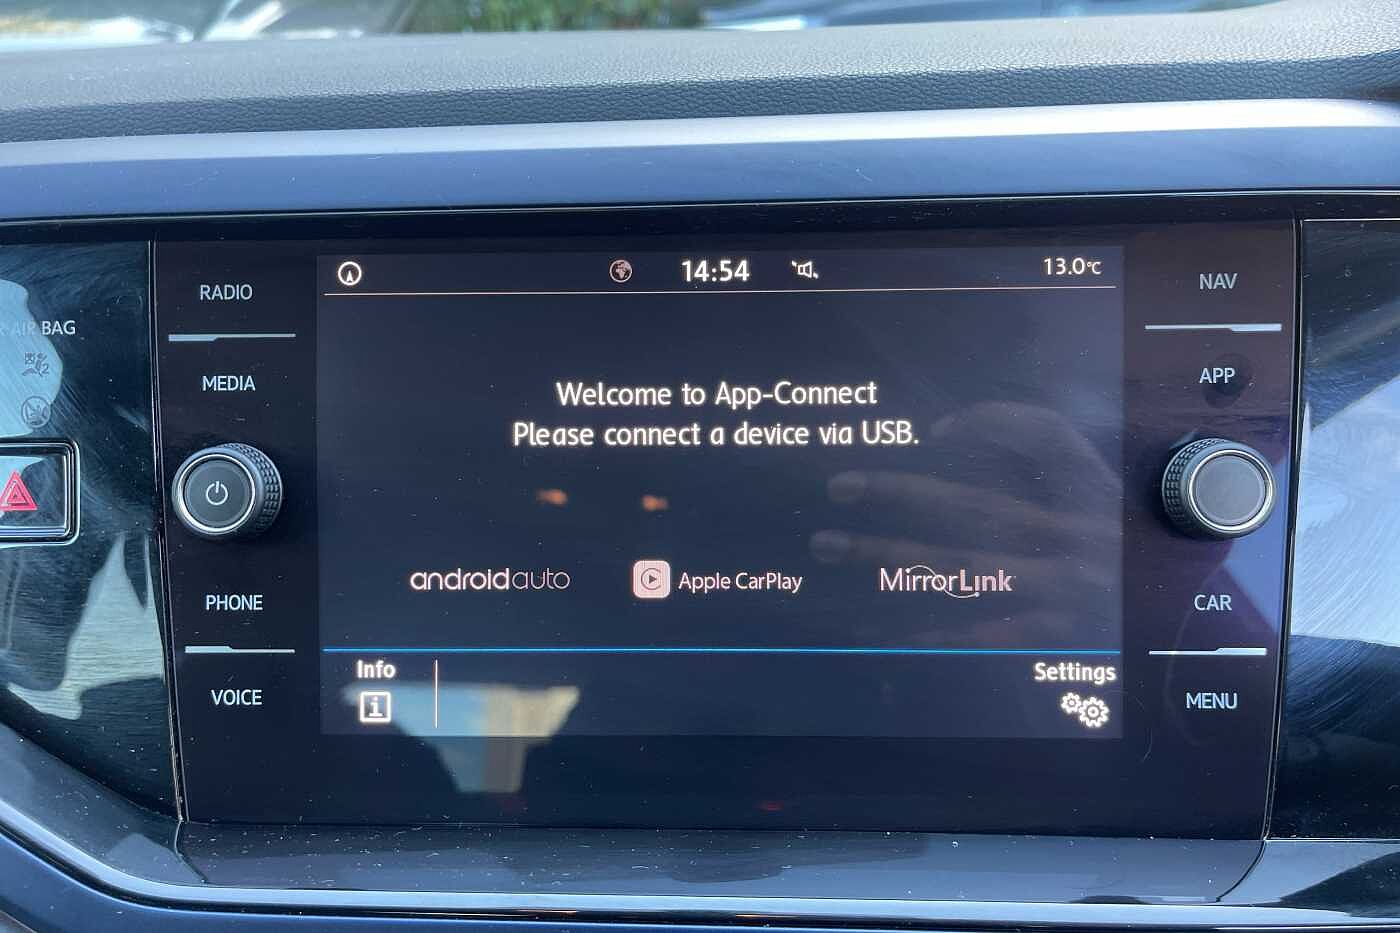 14:54
13.0°C
RADIO
MEDIA
PHONE
VOICE
AIR BAG
Welcome to App-Connect
Please connect a device via USB.
androidauto
Apple CarPlay
MirrorLink
Info
i
Settings
NAV
APP
CAR
MENU